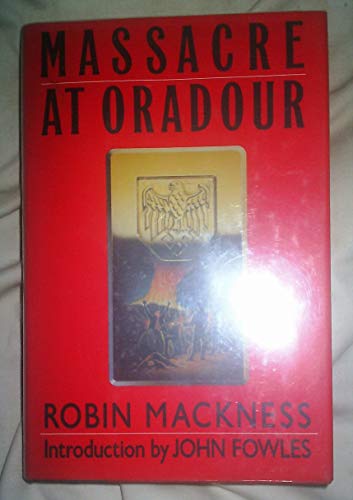 MASSACRE
AT ORADOUR
ROBIN MACKNESS
Introduction by JOHN FOWLES